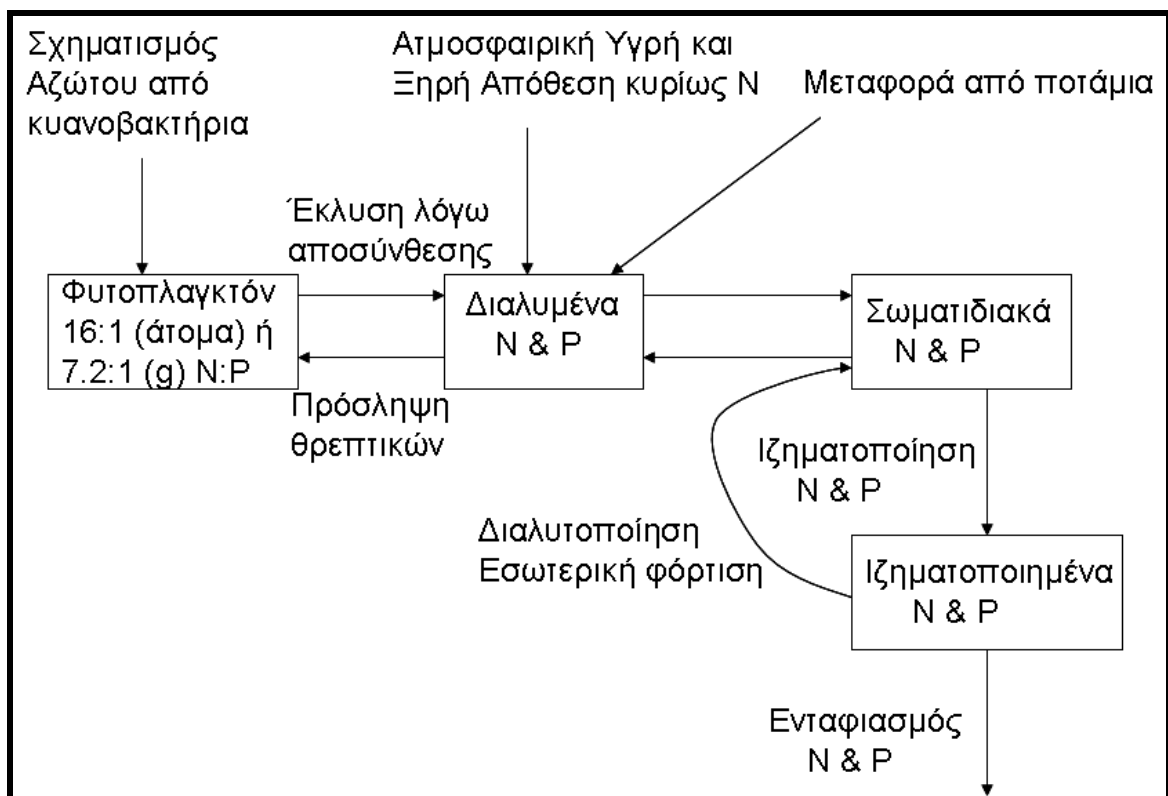 Σχηματισμός
Αζώτου από
κυανοβακτήρια
Ατμοσφαιρική Υγρή και
Ξηρή Απόθεση κυρίως Ν
Μεταφορά από ποτάμια
Έκλυση λόγω
αποσύνθεσης
Φυτοπλαγκτόν
16:1 (άτομα) ή
7.2:1 (g) N:P
Διαλυμένα
N & P
Σωματιδιακά
N & P
Πρόσληψη
θρεπτικών
Ιζηματοποίηση
N & P
Διαλυτοποίηση
Εσωτερική φόρτιση
Ιζηματοποιημένα
N & P
Ενταφιασμός
N & P